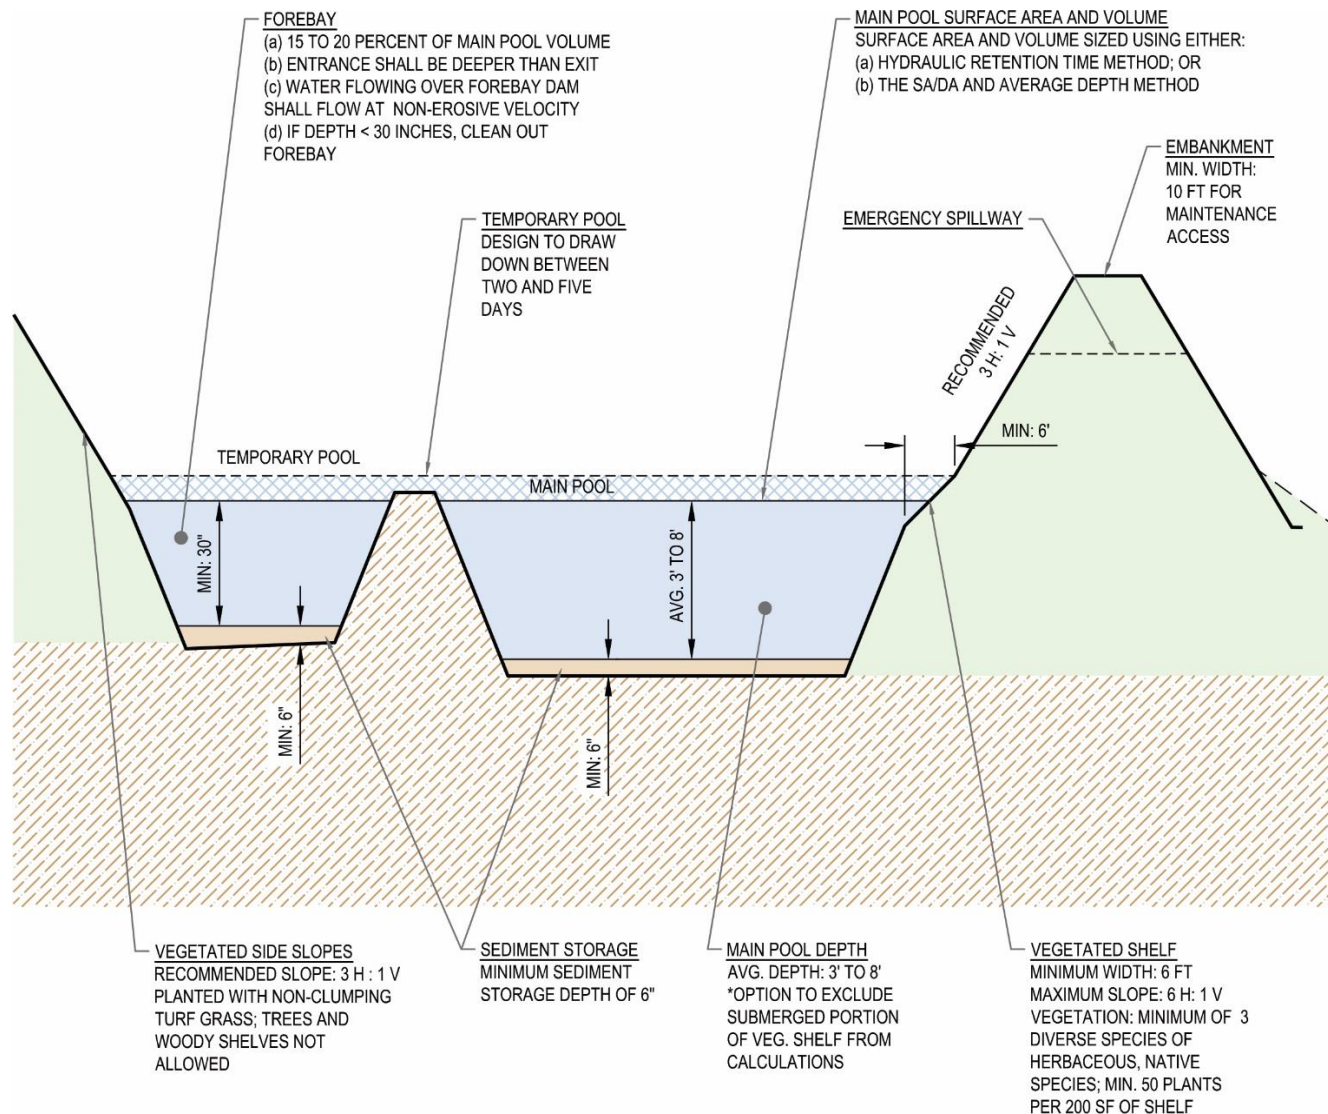 FOREBAY
(a) 15 TO 20 PERCENT OF MAIN POOL VOLUME
(b) ENTRANCE SHALL BE DEEPER THAN EXIT
(c) WATER FLOWING OVER FOREBAY DAM
SHALL FLOW AT NON-EROSIVE VELOCITY
(d) IF DEPTH < 30 INCHES, CLEAN OUT
FOREBAY
MAIN POOL SURFACE AREA AND VOLUME
SURFACE AREA AND VOLUME SIZED USING EITHER:
(a) HYDRAULIC RETENTION TIME METHOD; OR
(b) THE SA/DA AND AVERAGE DEPTH METHOD
EMBANKMENT
MIN. WIDTH:
10 FT FOR
MAINTENANCE
ACCESS
TEMPORARY POOL
DESIGN TO DRAW
DOWN BETWEEN
TWO AND FIVE
DAYS
EMERGENCY SPILLWAY
RECOMMENDED
3 H: 1 V
MIN: 6'
TEMPORARY POOL
MAIN POOL
MIN: 30"
AVG. 3' TO 8'
MIN: 6"
MIN: 6"
VEGETATED SIDE SLOPES
RECOMMENDED SLOPE: 3 H : 1 V
PLANTED WITH NON-CLUMPING
TURF GRASS; TREES AND
WOODY SHELVES NOT
ALLOWED
SEDIMENT STORAGE
MINIMUM SEDIMENT
STORAGE DEPTH OF 6"
MAIN POOL DEPTH
AVG. DEPTH: 3' TO 8'
*OPTION TO EXCLUDE
SUBMERGED PORTION
OF VEG. SHELF FROM
CALCULATIONS
VEGETATED SHELF
MINIMUM WIDTH: 6 FT
MAXIMUM SLOPE: 6 H: 1 V
VEGETATION: MINIMUM OF 3
DIVERSE SPECIES OF
HERBACEOUS, NATIVE
SPECIES; MIN. 50 PLANTS
PER 200 SF OF SHELF